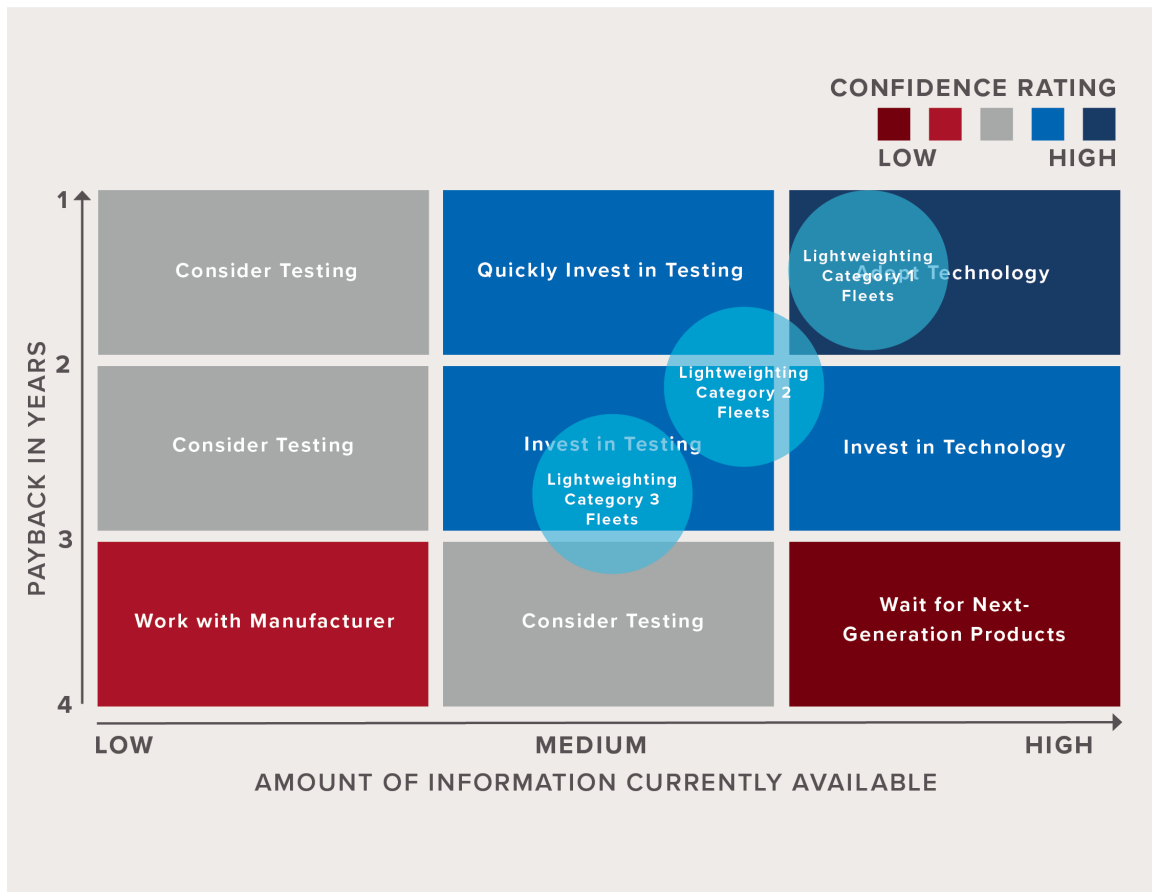 CONFIDENCE RATING
LOW HIGH
1
Consider Testing
Quickly Invest in Testing
Adopt Technology
Lightweighting
Category 1
Fleets
2
Lightweighting
Category 2
Fleets
Consider Testing
Invest in Testing
Invest in Technology
Lightweighting
Category 3
Fleets
3
Work with Manufacturer
Consider Testing
Wait for Next-
Generation Products
4
PAYBACK IN YEARS
LOW MEDIUM HIGH
AMOUNT OF INFORMATION CURRENTLY AVAILABLE